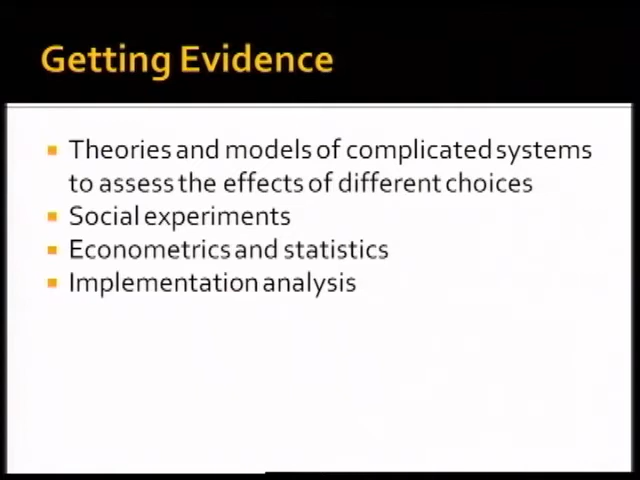 Getting Evidence
Theories and models of complicated systems
to assess the effects of different choices
Social experiments
Econometrics and statistics
Implementation analysis